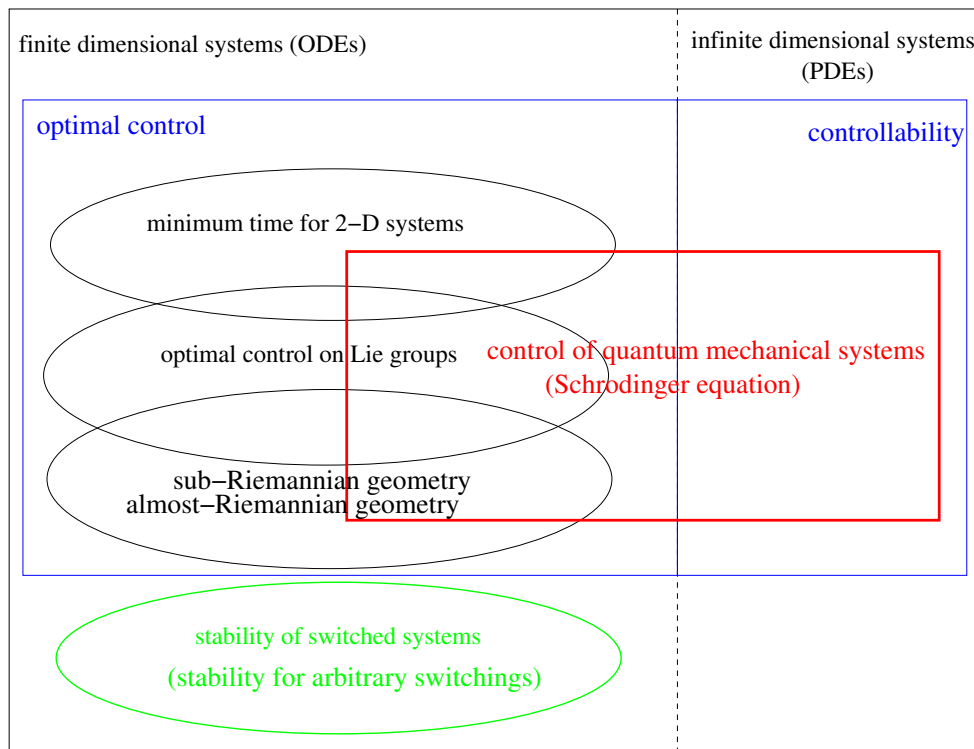 finite dimensional systems (ODEs)
infinite dimensional systems
(PDEs)
optimal control
controllability
minimum time for 2−D systems
optimal control on Lie groups
control of quantum mechanical systems
(Schrodinger equation)
sub−Riemannian geometry
almost−Riemannian geometry
stability of switched systems
(stability for arbitrary switchings)